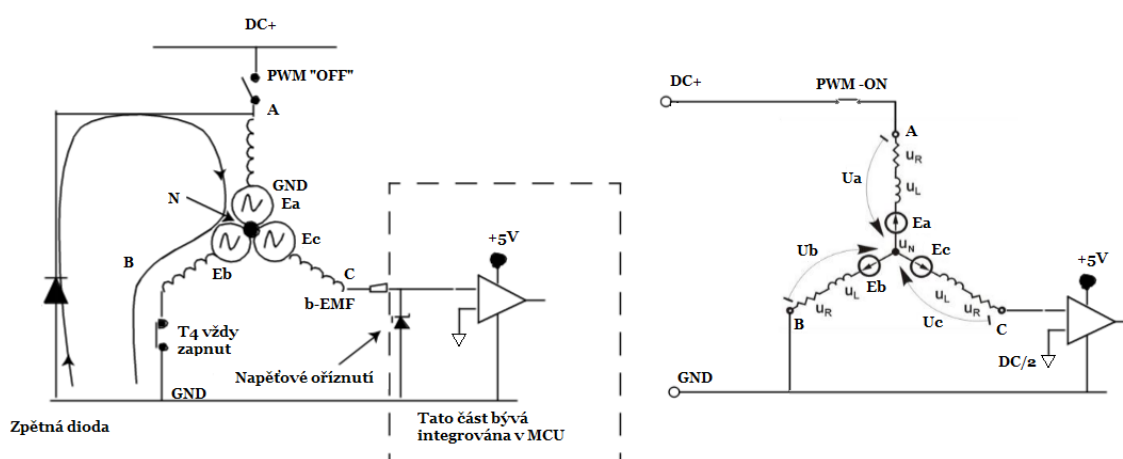 DC+
PWM "OFF"
A
GND
N
Ea
Ec
Eb
B
C
b-EMF
+5V
T4 vždy
zapnut
Napěťové oříznutí
GND
Zpětná dioda
Tato část bývá
integrována v MCU
DC+
PWM -ON
A
uR
Ua
uL
Ea
Ub
uN
Ec
Eb
uL
uL
+5V
B
uR
Uc
uR
C
DC/2
GND